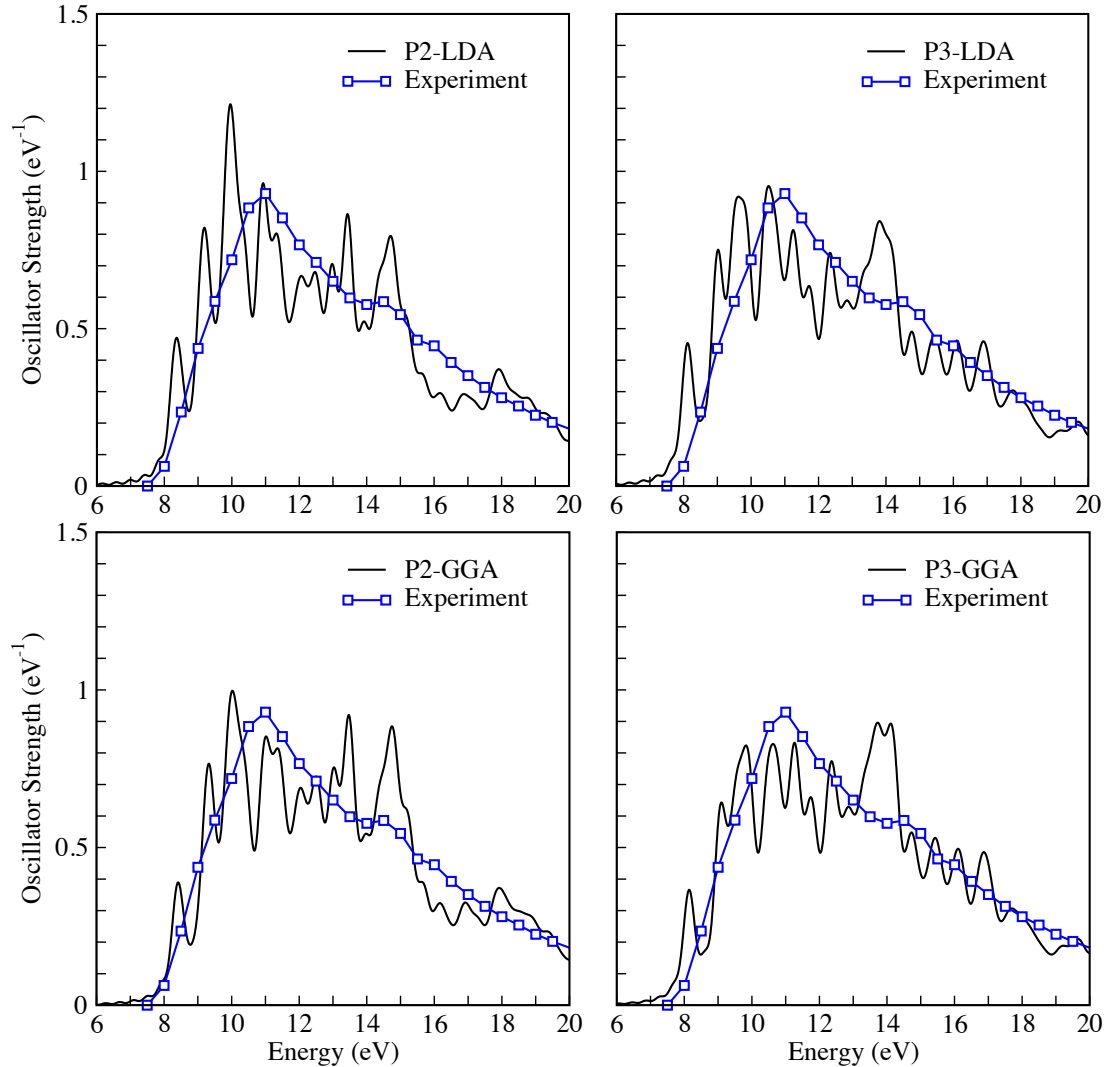 1.5
P2-LDA
Experiment
1
0.5
0
Oscillator Strength (eV⁻¹)
6 8 10 12 14 16 18 20
P3-LDA
Experiment
6 8 10 12 14 16 18 20
1.5
P2-GGA
Experiment
1
0.5
0
Oscillator Strength (eV⁻¹)
6 8 10 12 14 16 18 20
Energy (eV)
P3-GGA
Experiment
6 8 10 12 14 16 18 20
Energy (eV)